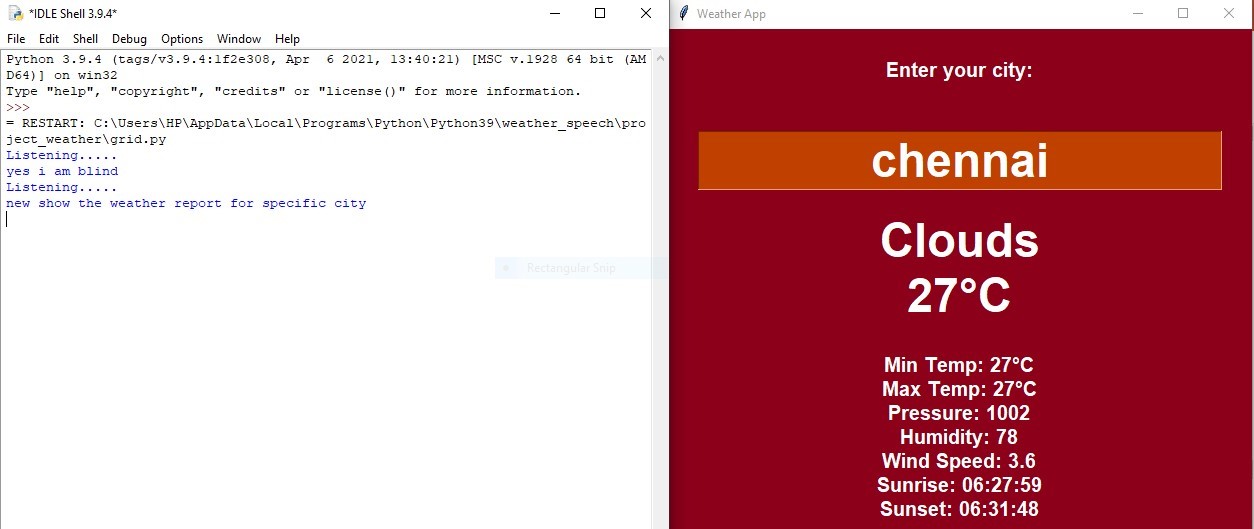 *IDLE Shell 3.9.4*
File Edit Shell Debug Options Window Help
Python 3.9.4 (tags/v3.9.4:1f2e308, Apr  6 2021, 13:40:21) [MSC v.1928 64 bit (AM
D64)] on win32
Type "help", "copyright", "credits" or "license()" for more information.
>>>
= RESTART: C:\Users\HP\AppData\Local\Programs\Python\Python39\weather_speech\pro
ject_weather\grid.py
Listening.....
yes i am blind
Listening.....
new show the weather report for specific city
Rectangular Snip
Weather App
Enter your city:
chennai
Clouds
27°C
Min Temp: 27°C
Max Temp: 27°C
Pressure: 1002
Humidity: 78
Wind Speed: 3.6
Sunrise: 06:27:59
Sunset: 06:31:48